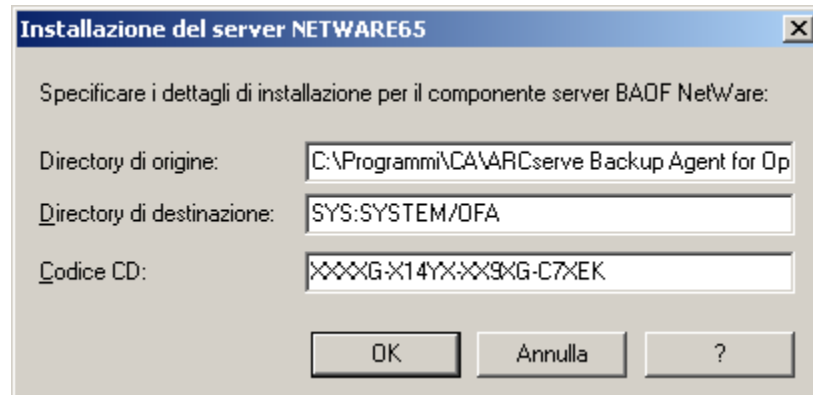 Installazione del server NETWARE65
Specificare i dettagli di installazione per il componente server BAOF NetWare:
Directory di origine: C:\Programmi\CA\ARCserve Backup Agent for Op
Directory di destinazione: SYS:SYSTEM/OFA
Codice CD: XXXXG-X14YX-XX9XG-C7XEK
OK Annulla ?